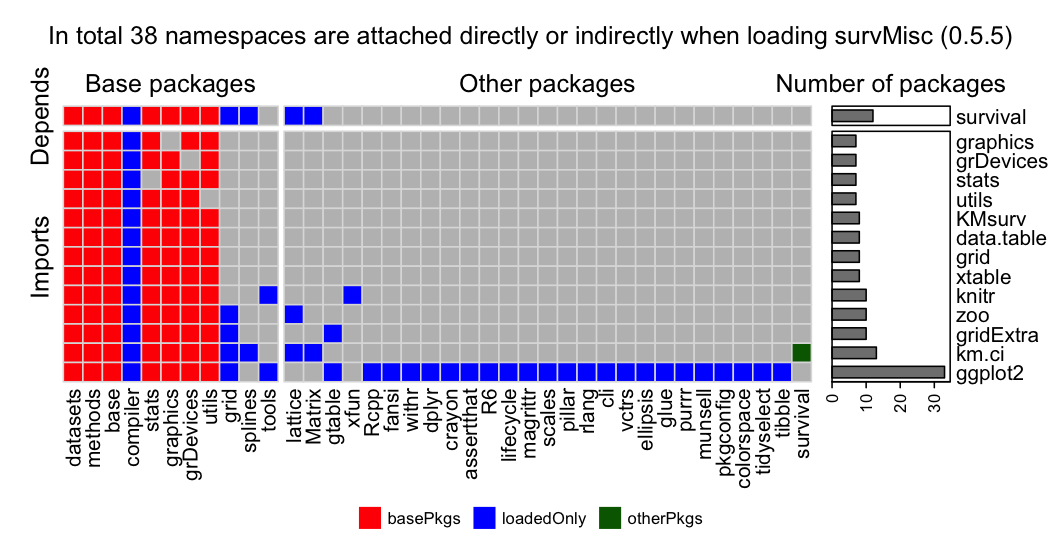 In total 38 namespaces are attached directly or indirectly when loading survMisc (0.5.5)
Base packages
Other packages
Number of packages
Depends
Imports
survival
graphics
grDevices
stats
utils
KMsurv
data.table
grid
xtable
knitr
zoo
gridExtra
km.ci
ggplot2
0
10
20
30
datasets
methods
base
compiler
stats
graphics
grDevices
utils
grid
splines
tools
lattice
Matrix
gtable
xfun
Rcpp
fansi
withr
dplyr
crayon
assertthat
R6
lifecycle
magrittr
scales
pillar
rlang
cli
vctrs
ellipsis
glue
purrr
munsell
pkgconfig
colorspace
tidyselect
tibble
survival
basePkgs
loadedOnly
otherPkgs